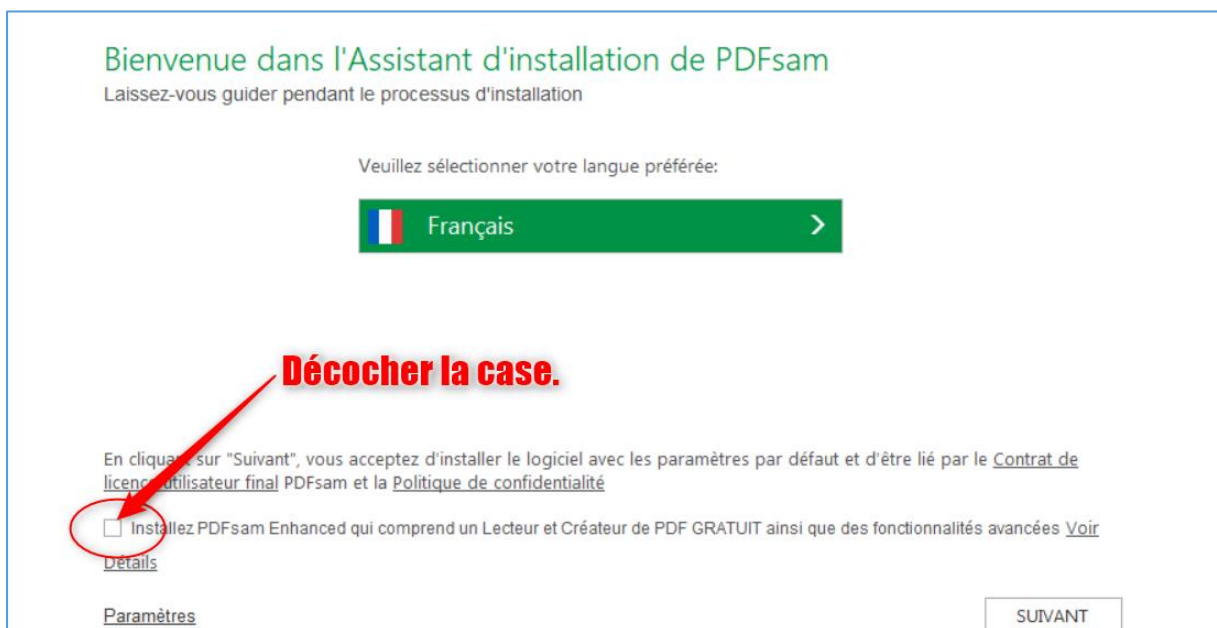 Bienvenue dans l'Assistant d'installation de PDFsam
Laissez-vous guider pendant le processus d'installation
Veuillez sélectionner votre langue préférée:
Français
Décocher la case.
En cliquant sur "Suivant", vous acceptez d'installer le logiciel avec les paramètres par défaut et d'être lié par le Contrat de
licence utilisateur final PDFsam et la Politique de confidentialité
Installez PDFsam Enhanced qui comprend un Lecteur et Créateur de PDF GRATUIT ainsi que des fonctionnalités avancées Voir
Détails
Paramètres
SUIVANT